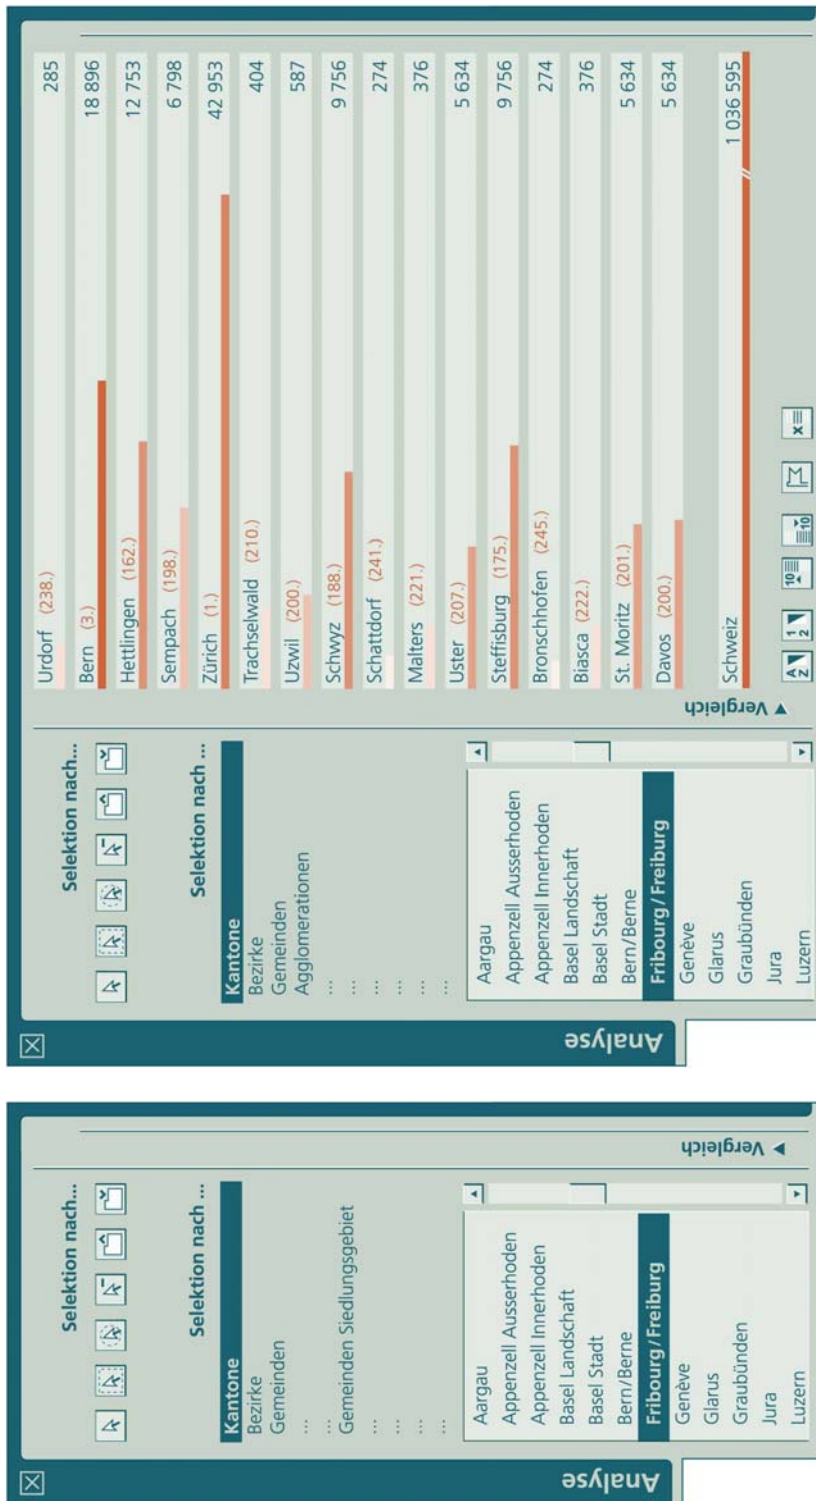 Analyse
Selektion nach...
Selektion nach ...
Kantone
Bezirke
Gemeinden
...
...
Gemeinden Siedlungsgebiet
...
...
...
...
Aargau
Appenzell Ausserhoden
Appenzell Innerhoden
Basel Landschaft
Basel Stadt
Bern/Berne
Fribourg/Freiburg
Genève
Glarus
Graubünden
Jura
Luzern
Vergleich
Analyse
Selektion nach...
Selektion nach ...
Kantone
Bezirke
Gemeinden
Agglomerationen
...
...
...
...
...
...
Aargau
Appenzell Ausserhoden
Appenzell Innerhoden
Basel Landschaft
Basel Stadt
Bern/Berne
Fribourg/Freiburg
Genève
Glarus
Graubünden
Jura
Luzern
Vergleich
Urdorf (238.) 285
Bern (3.) 18 896
Hettlingen (162.) 12 753
Sempach (198.) 6 798
Zürich (1.) 42 953
Trachselwald (210.) 404
Uzwil (200.) 587
Schwyz (188.) 9 756
Schattdorf (241.) 274
Malters (221.) 376
Uster (207.) 5 634
Steffisburg (175.) 9 756
Bronschhofen (245.) 274
Biasca (222.) 376
St. Moritz (201.) 5 634
Davos (200.) 5 634
Schweiz 1 036 595
A Z 1 2 10 10 x